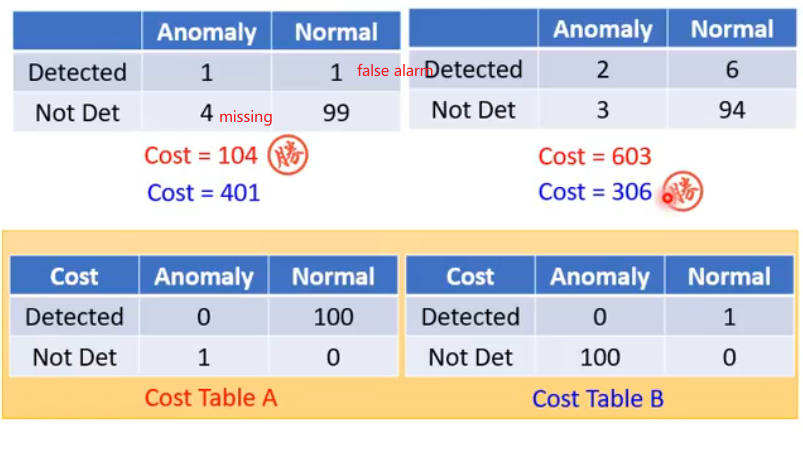 Anomaly Normal
Detected 1 1 false alarm
Not Det 4 missing 99
Cost = 104 勝
Cost = 401
Anomaly Normal
Detected 2 6
Not Det 3 94
Cost = 603
Cost = 306 勝
Cost Anomaly Normal
Detected 0 100
Not Det 1 0
Cost Table A
Cost Anomaly Normal
Detected 0 1
Not Det 100 0
Cost Table B